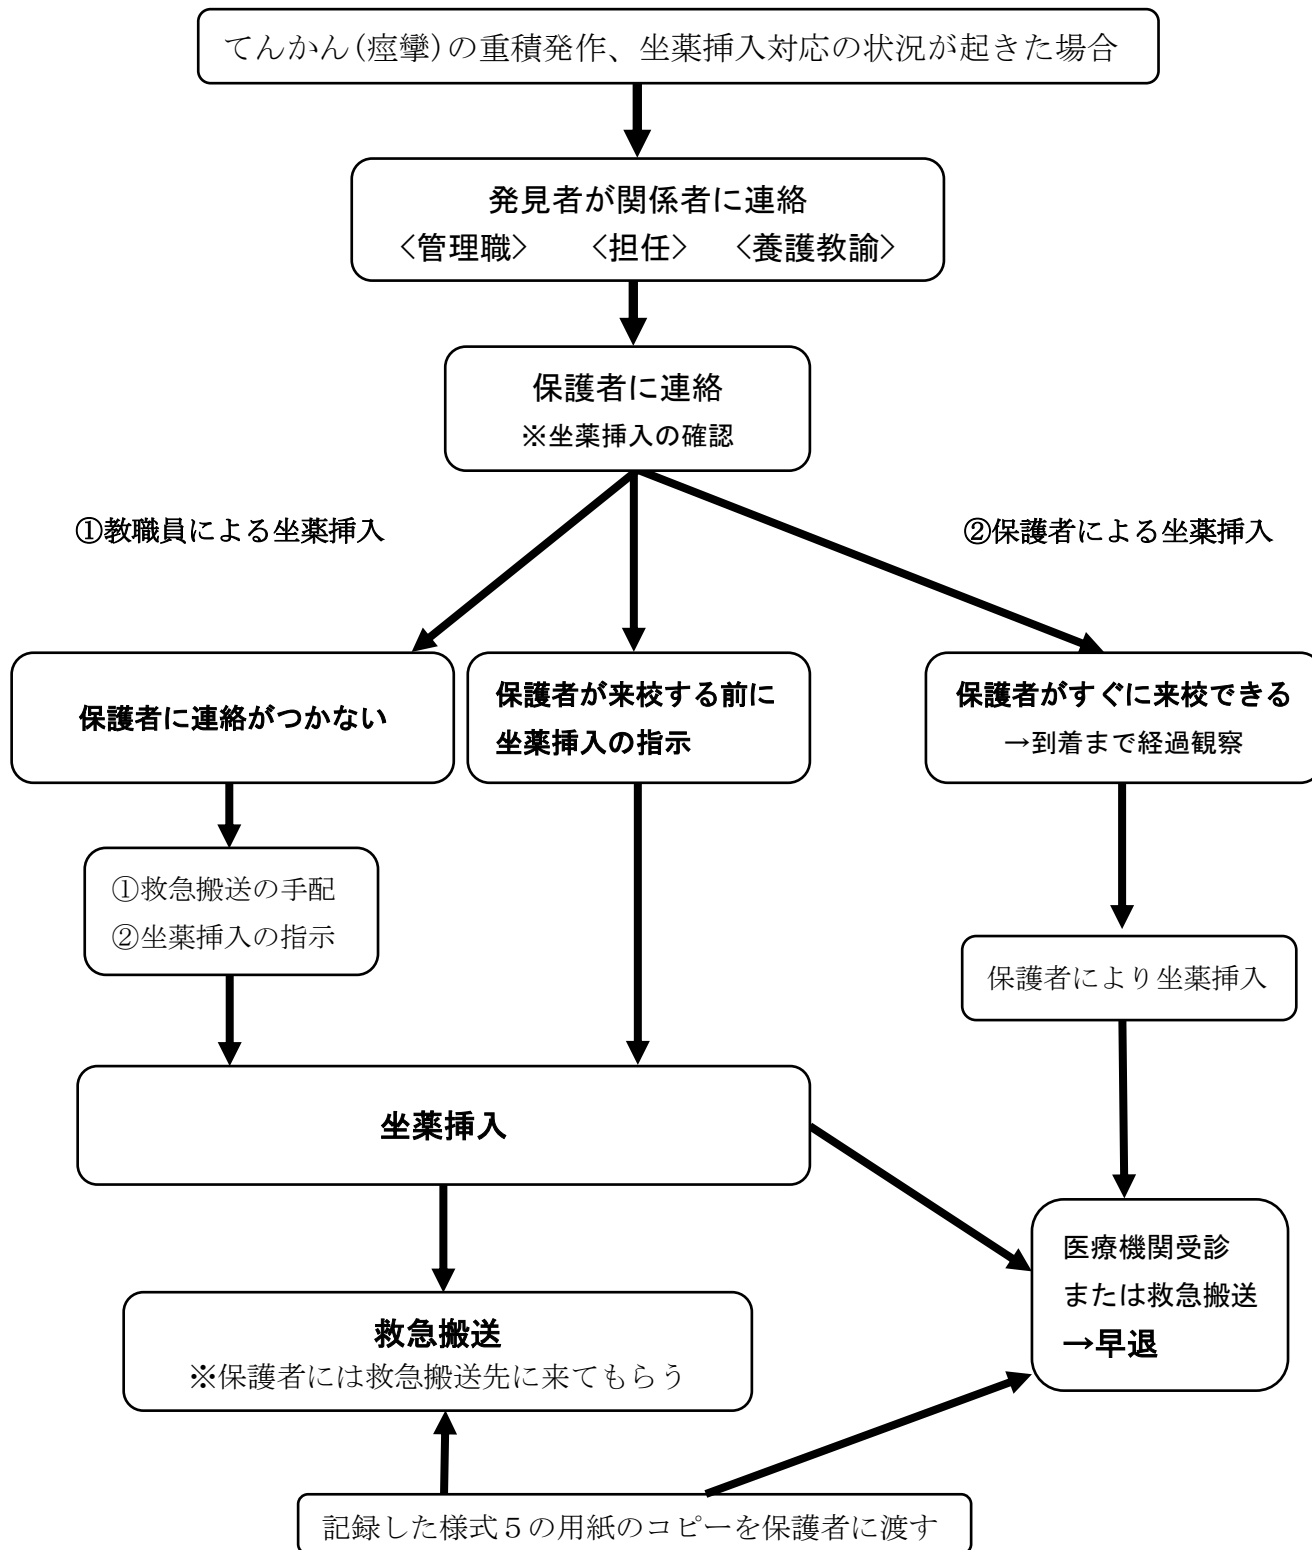 てんかん(痙攣)の重積発作、坐薬挿入対応の状況が起きた場合
発見者が関係者に連絡
<管理職> <担任> <養護教諭>
保護者に連絡
※坐薬挿入の確認
①教職員による坐薬挿入
②保護者による坐薬挿入
保護者に連絡がつかない
保護者が来校する前に
坐薬挿入の指示
保護者がすぐに来校できる
→到着まで経過観察
①救急搬送の手配
②坐薬挿入の指示
保護者により坐薬挿入
坐薬挿入
医療機関受診
または救急搬送
→早退
救急搬送
※保護者には救急搬送先に来てもらう
記録した様式５の用紙のコピーを保護者に渡す